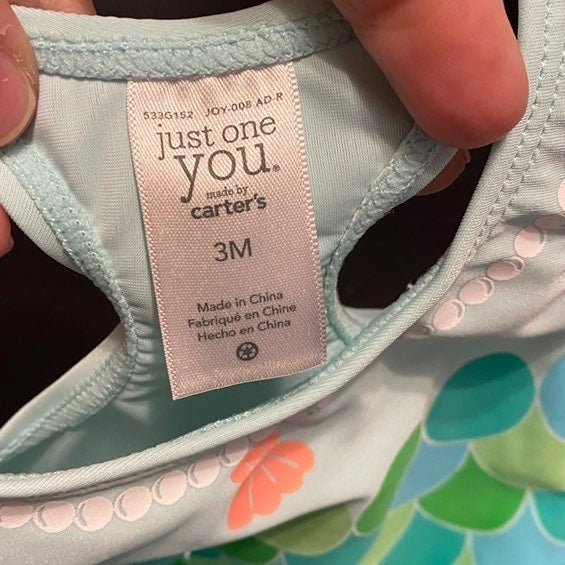 533G152 JOY-008 AD-R
just one
you®
made by
carter's
3M
Made in China
Fabriqué en Chine
Hecho en China